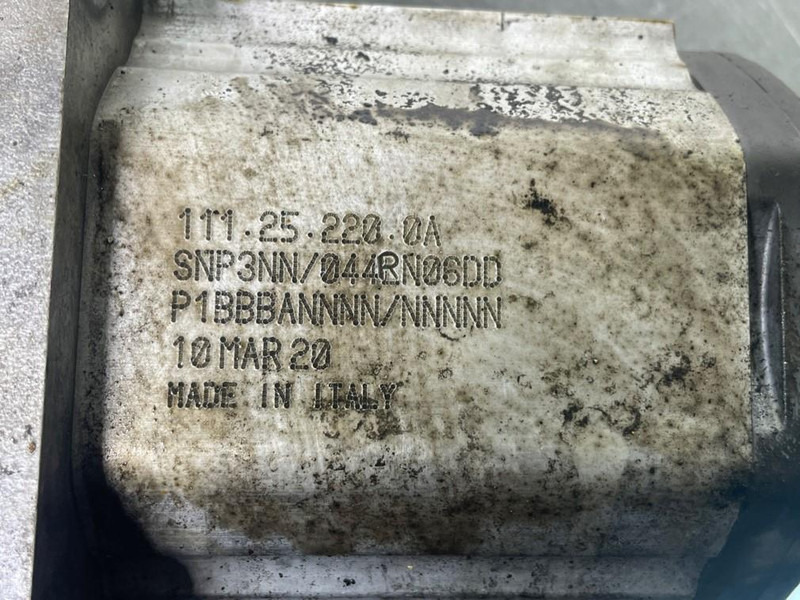 111.25.220.0A
SNP3NN/044RN06DD
P1BBBANNNN/NNNNN
10 MAR 20
MADE IN ITALY